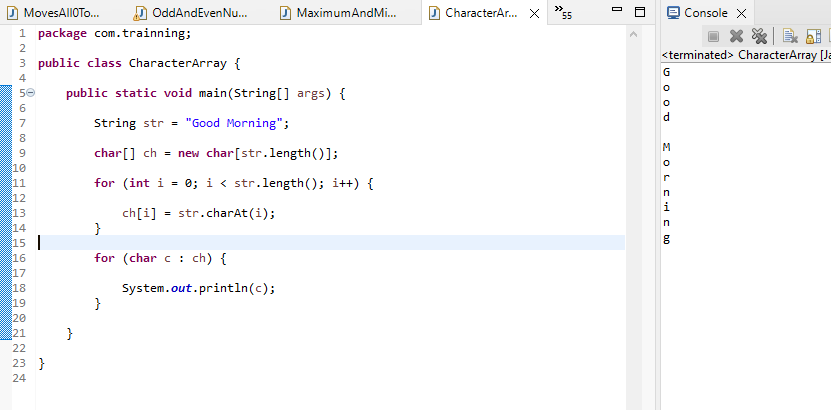 MovesAll0To...
OddAndEvenNu...
MaximumAndMi...
CharacterAr...
55
1 package com.trainning;
2
3 public class CharacterArray {
4
5 public static void main(String[] args) {
6
7 String str = "Good Morning";
8
9 char[] ch = new char[str.length()];
10
11 for (int i = 0; i < str.length(); i++) {
12
13 ch[i] = str.charAt(i);
14 }
15
16 for (char c : ch) {
17
18 System.out.println(c);
19 }
20
21 }
22
23 }
24
Console
<terminated> CharacterArray [Ja
G
o
o
d

M
o
r
n
i
n
g